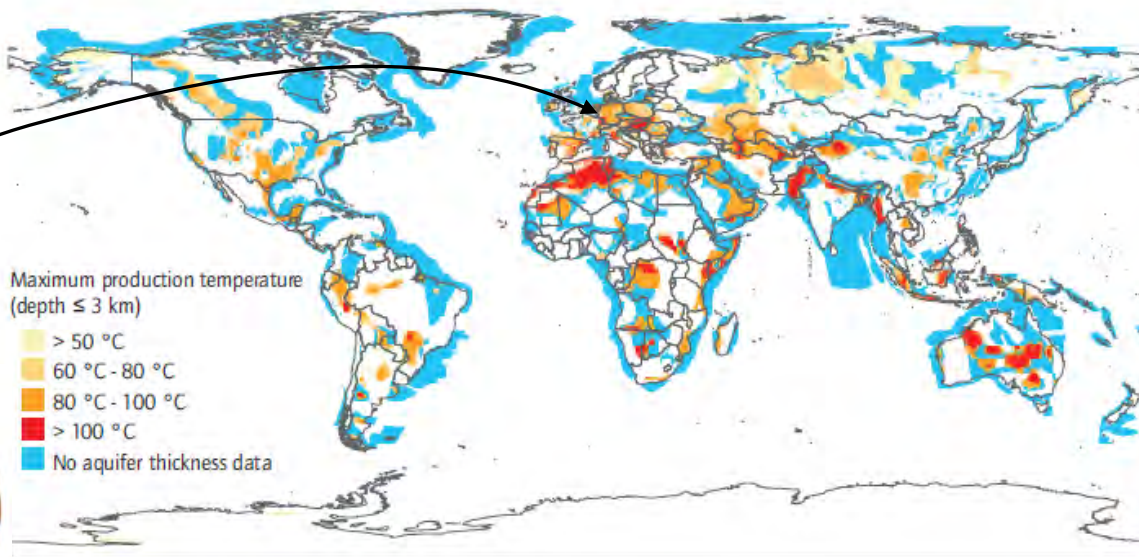 Maximum production temperature
(depth ≤ 3 km)
> 50 °C
60 °C - 80 °C
80 °C - 100 °C
> 100 °C
No aquifer thickness data